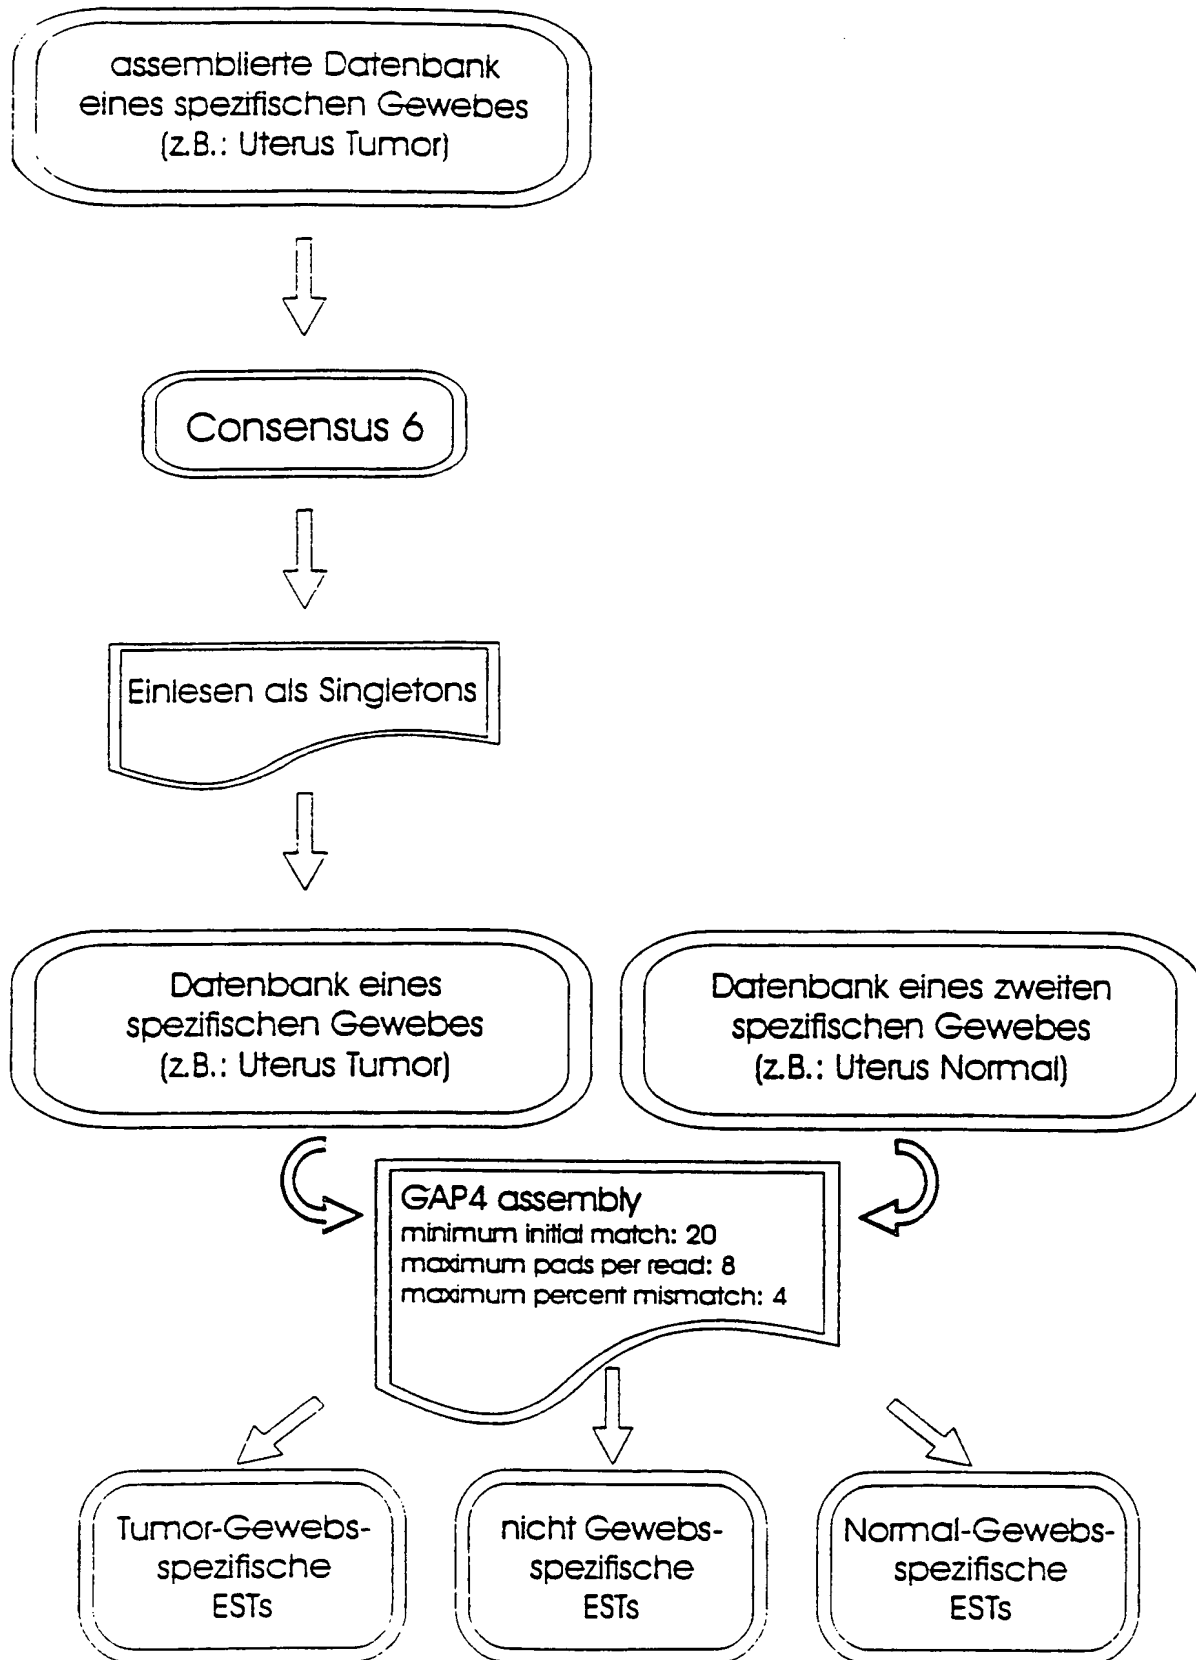 assemblierte Datenbank
eines spezifischen Gewebes
(z.B.: Uterus Tumor)
Consensus 6
Einlesen als Singletons
Datenbank eines
spezifischen Gewebes
(z.B.: Uterus Tumor)
Datenbank eines zweiten
spezifischen Gewebes
(z.B.: Uterus Normal)
GAP4 assembly
minimum initial match: 20
maximum pads per read: 8
maximum percent mismatch: 4
Tumor-Gewebs-
spezifische
ESTs
nicht Gewebs-
spezifische
ESTs
Normal-Gewebs-
spezifische
ESTs